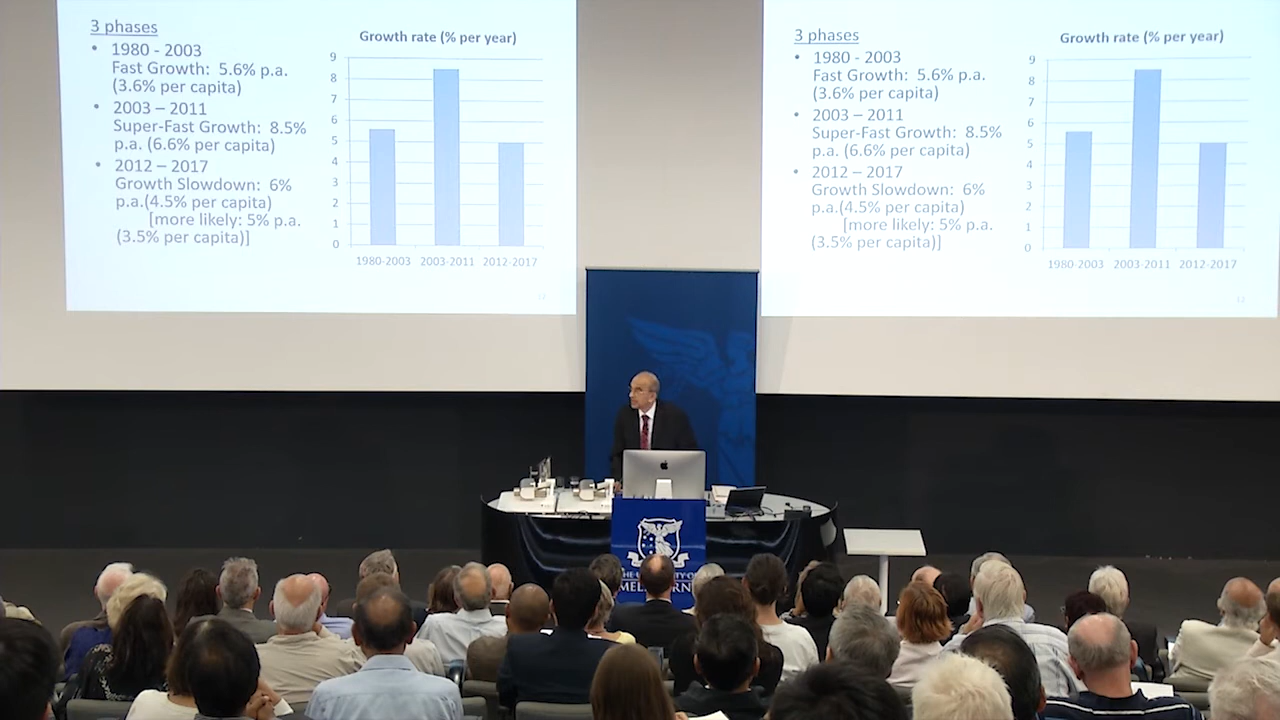 3 phases
• 1980 - 2003
Fast Growth: 5.6% p.a.
(3.6% per capita)
• 2003 – 2011
Super-Fast Growth: 8.5%
p.a. (6.6% per capita)
• 2012 – 2017
Growth Slowdown: 6%
p.a.(4.5% per capita)
[more likely: 5% p.a.
(3.5% per capita)]
Growth rate (% per year)
9
8
7
6
5
4
3
2
1
0
1980-2003 2003-2011 2012-2017
12
3 phases
• 1980 - 2003
Fast Growth: 5.6% p.a.
(3.6% per capita)
• 2003 – 2011
Super-Fast Growth: 8.5%
p.a. (6.6% per capita)
• 2012 – 2017
Growth Slowdown: 6%
p.a.(4.5% per capita)
[more likely: 5% p.a.
(3.5% per capita)]
Growth rate (% per year)
9
8
7
6
5
4
3
2
1
0
1980-2003 2003-2011 2012-2017
12